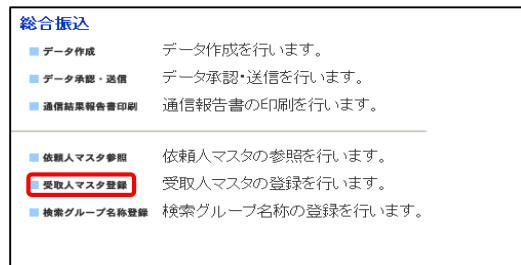 総合振込
データ作成 データ作成を行います。
データ承認・送信 データ承認・送信を行います。
通信結果報告書印刷 通信報告書の印刷を行います。
依頼人マスタ参照 依頼人マスタの参照を行います。
受取人マスタ登録 受取人マスタの登録を行います。
検索グループ名称登録 検索グループ名称の登録を行います。